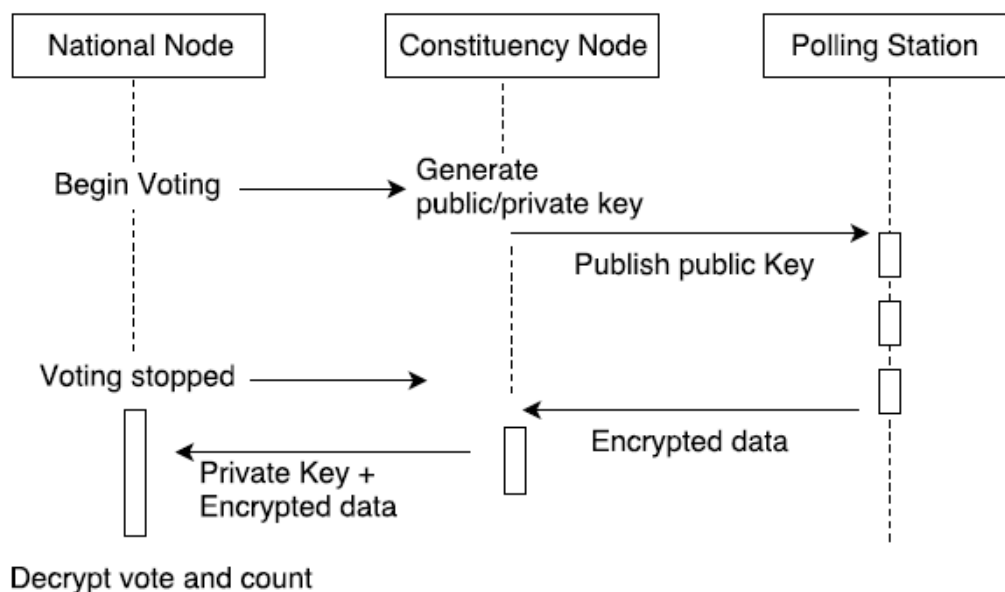 National Node
Constituency Node
Polling Station
Begin Voting
Generate
public/private key
Publish public Key
Voting stopped
Encrypted data
Private Key +
Encrypted data
Decrypt vote and count